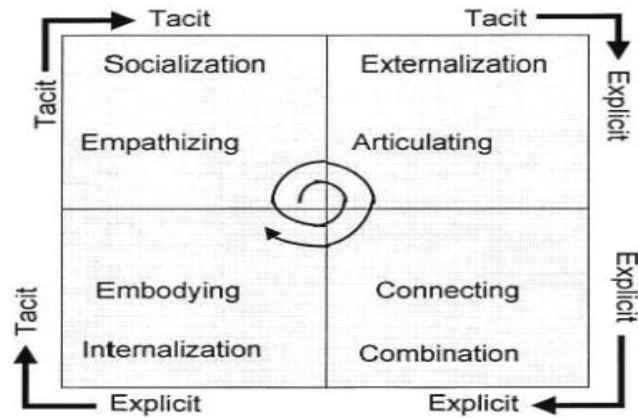 Tacit Tacit
Tacit
Socialization Externalization
Explicit
Empathizing Articulating
Embodying Connecting
Tacit
Explicit
Internalization Combination
Explicit Explicit